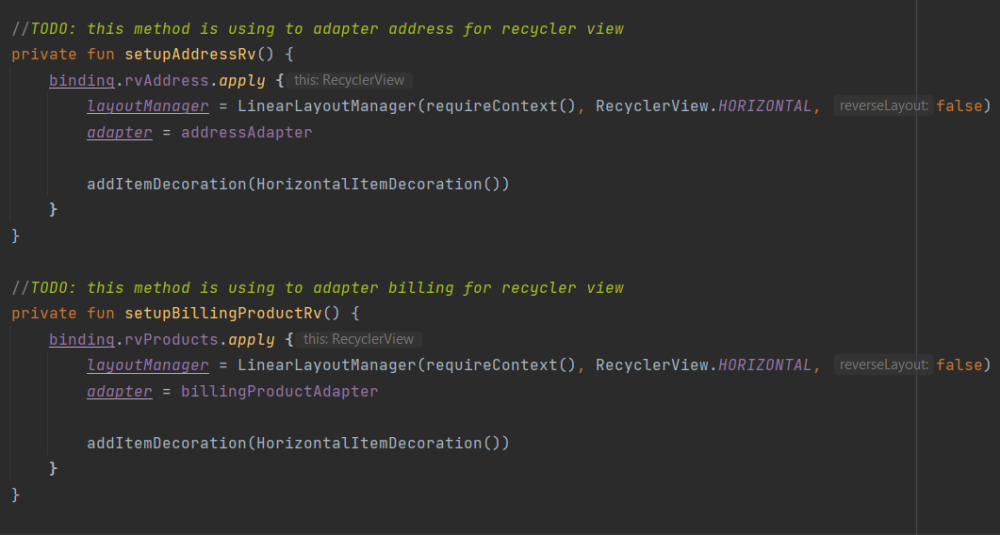 //TODO: this method is using to adapter address for recycler view
private fun setupAddressRv() {
binding.rvAddress.apply { this: RecyclerView
layoutManager = LinearLayoutManager(requireContext(), RecyclerView.HORIZONTAL, reverseLayout: false)
adapter = addressAdapter
addItemDecoration(HorizontalItemDecoration())
}
}
//TODO: this method is using to adapter billing for recycler view
private fun setupBillingProductRv() {
binding.rvProducts.apply { this: RecyclerView
layoutManager = LinearLayoutManager(requireContext(), RecyclerView.HORIZONTAL, reverseLayout: false)
adapter = billingProductAdapter
addItemDecoration(HorizontalItemDecoration())
}
}